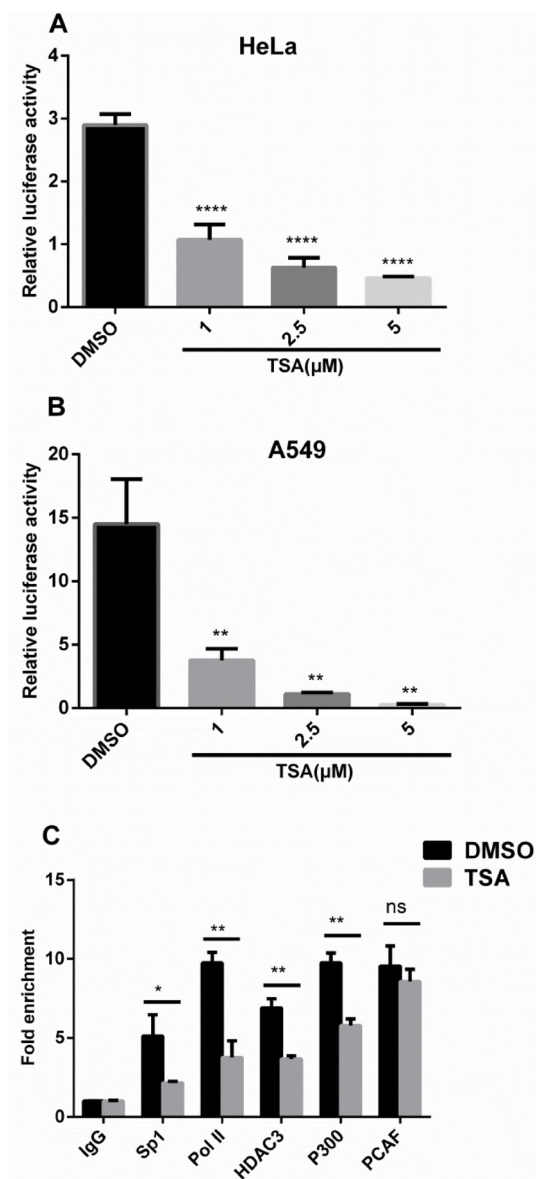 A
HeLa
Relative luciferase activity
4
3
2
1
0
****
****
****
DMSO
1
2.5
5
TSA(μM)
B
A549
Relative luciferase activity
20
15
10
5
0
**
**
**
DMSO
1
2.5
5
TSA(μM)
C
DMSO
TSA
Fold enrichment
15
10
5
0
*
**
**
**
ns
IgG
Sp1
Pol II
HDAC3
P300
PCAF